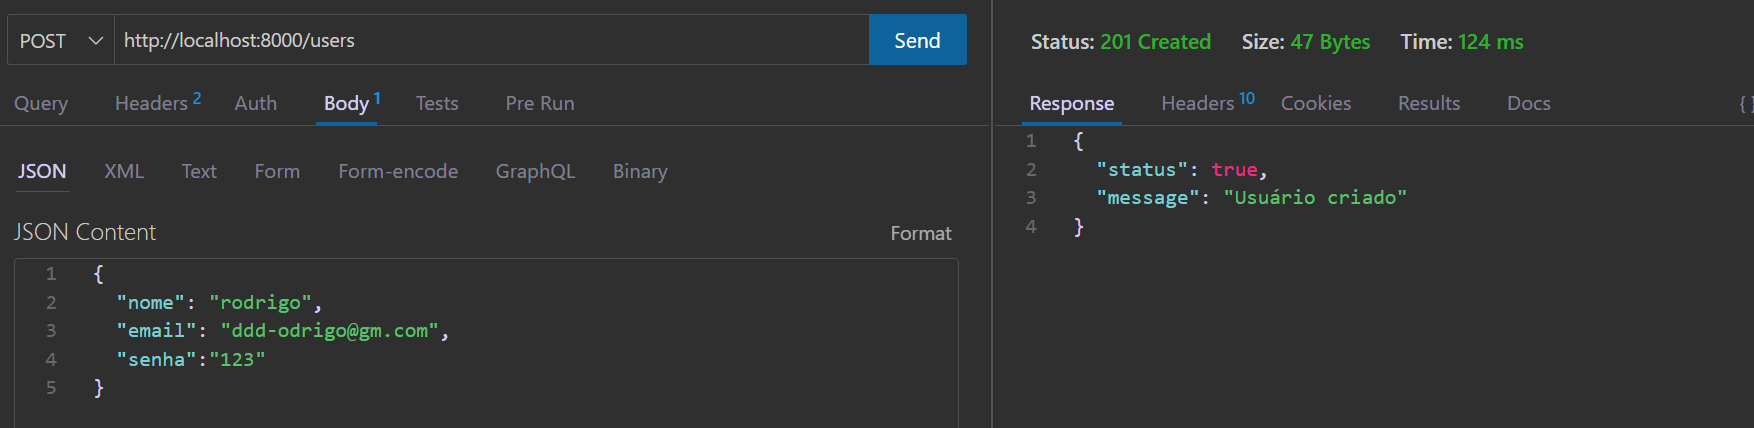 POST http://localhost:8000/users Send
Query Headers 2 Auth Body 1 Tests Pre Run
JSON XML Text Form Form-encode GraphQL Binary
JSON Content Format
1 {
2 "nome": "rodrigo",
3 "email": "ddd-odrigo@gm.com",
4 "senha":"123"
5 }
Status: 201 Created Size: 47 Bytes Time: 124 ms
Response Headers 10 Cookies Results Docs { }
1 {
2 "status": true,
3 "message": "Usuário criado"
4 }